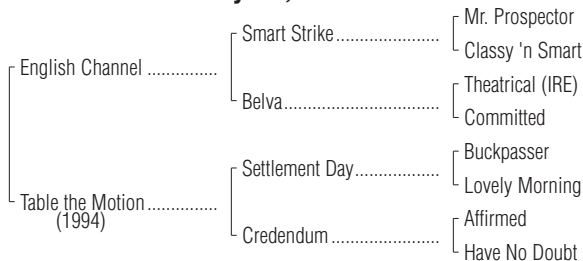 Mr. Prospector
Smart Strike....................
Classy 'n Smart
English Channel ...............
Theatrical (IRE)
Belva..............................
Committed
Buckpasser
Settlement Day.................
Lovely Morning
Table the Motion ...............
(1994)
Affirmed
Credendum .....................
Have No Doubt